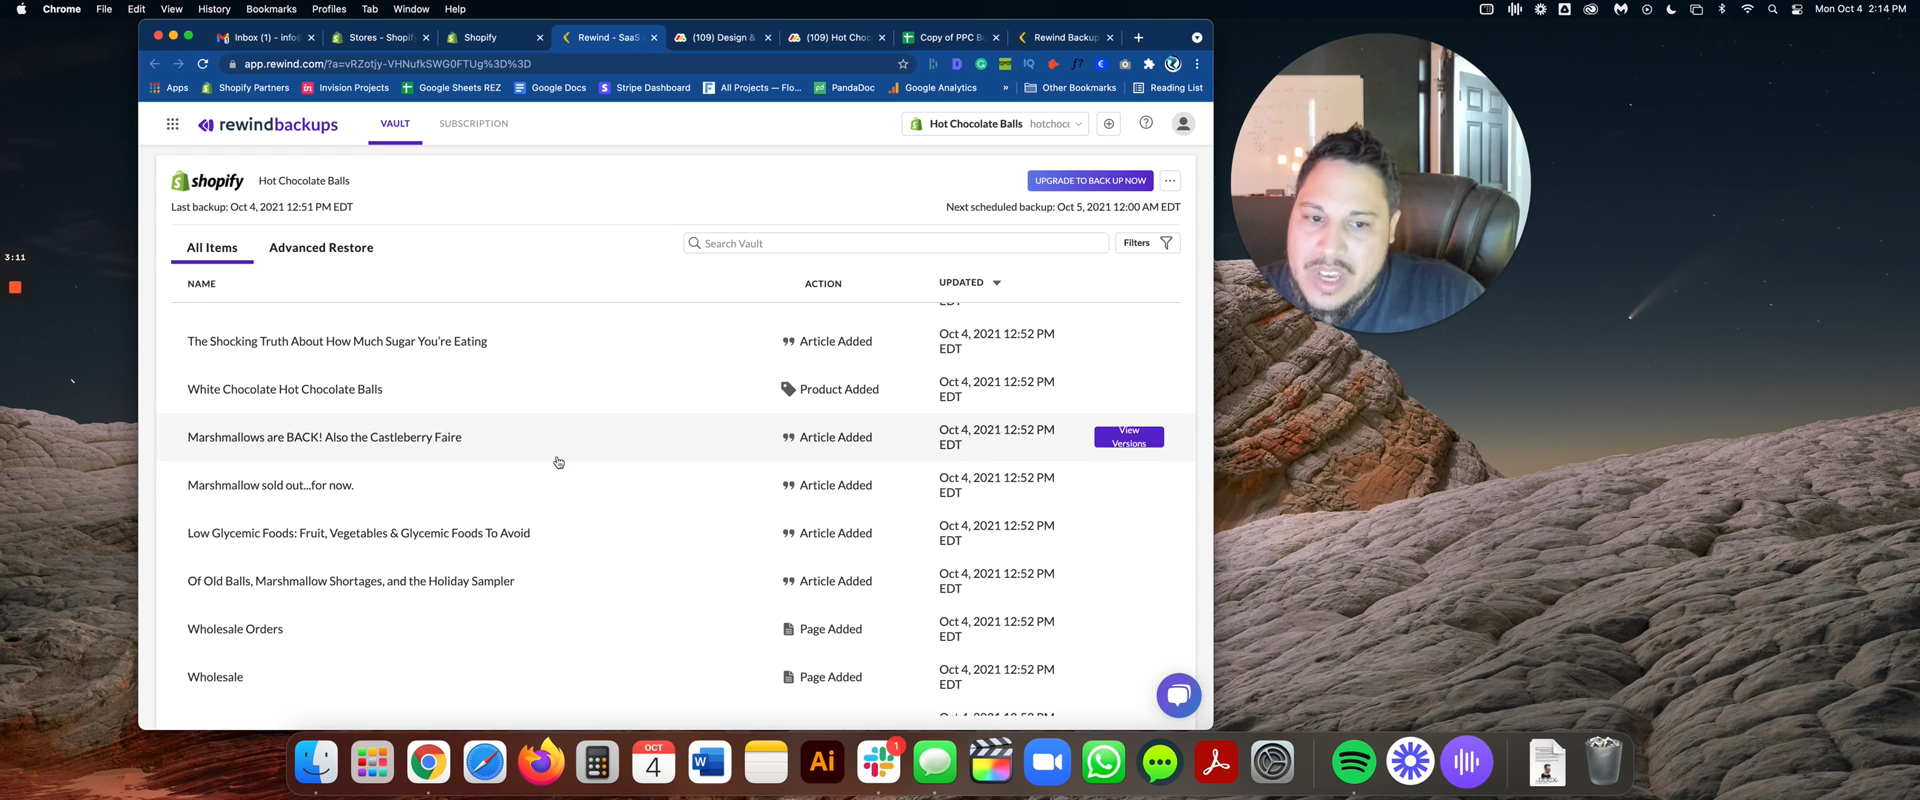 Chrome File Edit View History Bookmarks Profiles Tab Window Help
Mon Oct 4 2:14 PM
Inbox (1) - info
Stores - Shopif
Shopify
Rewind - SaaS
(109) Design &
(109) Hot Choc
Copy of PPC B
Rewind Backup
app.rewind.com/?a=vRZotjy-VHNufkSWG0FTUg%3D%3D
Apps
Shopify Partners
Invision Projects
Google Sheets REZ
Google Docs
Stripe Dashboard
All Projects — Flo...
PandaDoc
Google Analytics
»
Other Bookmarks
Reading List
rewindbackups
VAULT
SUBSCRIPTION
Hot Chocolate Balls hotchoc
shopify
Hot Chocolate Balls
UPGRADE TO BACK UP NOW
Last backup: Oct 4, 2021 12:51 PM EDT
Next scheduled backup: Oct 5, 2021 12:00 AM EDT
3:11
All Items
Advanced Restore
Search Vault
Filters
NAME
ACTION
UPDATED
EDT
The Shocking Truth About How Much Sugar You're Eating
Article Added
Oct 4, 2021 12:52 PM
EDT
White Chocolate Hot Chocolate Balls
Product Added
Oct 4, 2021 12:52 PM
EDT
Marshmallows are BACK! Also the Castleberry Faire
Article Added
Oct 4, 2021 12:52 PM
EDT
View
Versions
Marshmallow sold out...for now.
Article Added
Oct 4, 2021 12:52 PM
EDT
Low Glycemic Foods: Fruit, Vegetables & Glycemic Foods To Avoid
Article Added
Oct 4, 2021 12:52 PM
EDT
Of Old Balls, Marshmallow Shortages, and the Holiday Sampler
Article Added
Oct 4, 2021 12:52 PM
EDT
Wholesale Orders
Page Added
Oct 4, 2021 12:52 PM
EDT
Wholesale
Page Added
Oct 4, 2021 12:52 PM
EDT
OCT
4
W
Ai
1
DOCX